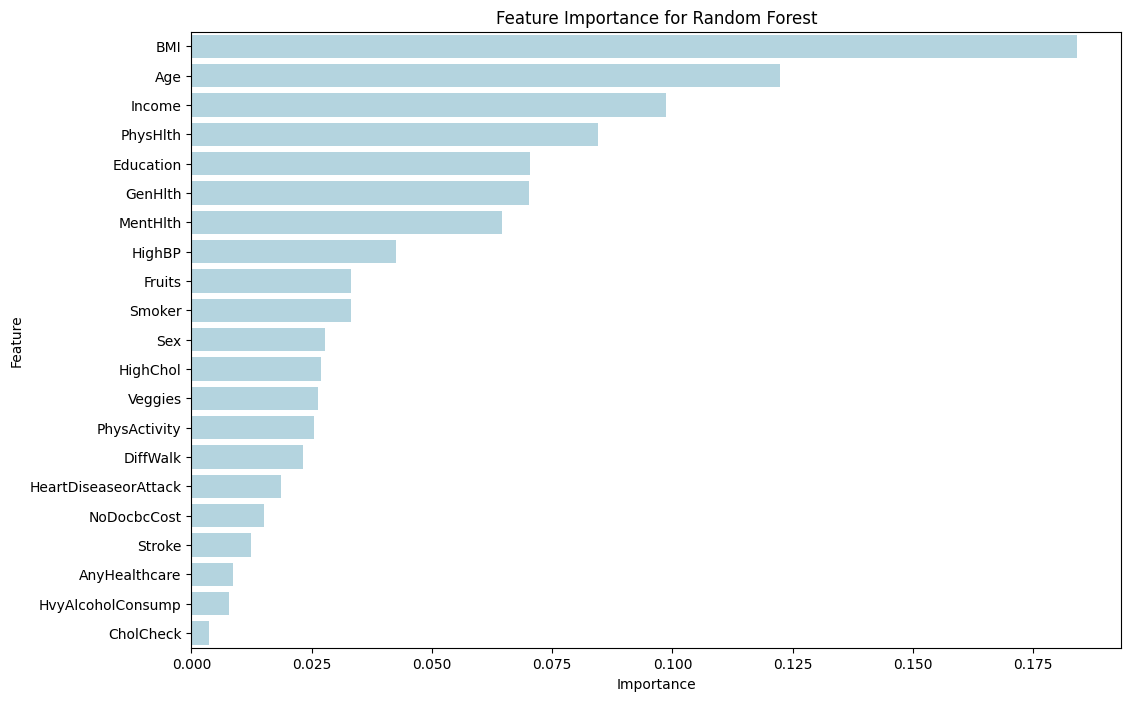 Feature Importance for Random Forest
BMI
Age
Income
PhysHlth
Education
GenHlth
MentHlth
HighBP
Fruits
Smoker
Sex
HighChol
Veggies
PhysActivity
DiffWalk
HeartDiseaseorAttack
NoDocbcCost
Stroke
AnyHealthcare
HvyAlcoholConsump
CholCheck
Feature
0.000 0.025 0.050 0.075 0.100 0.125 0.150 0.175
Importance